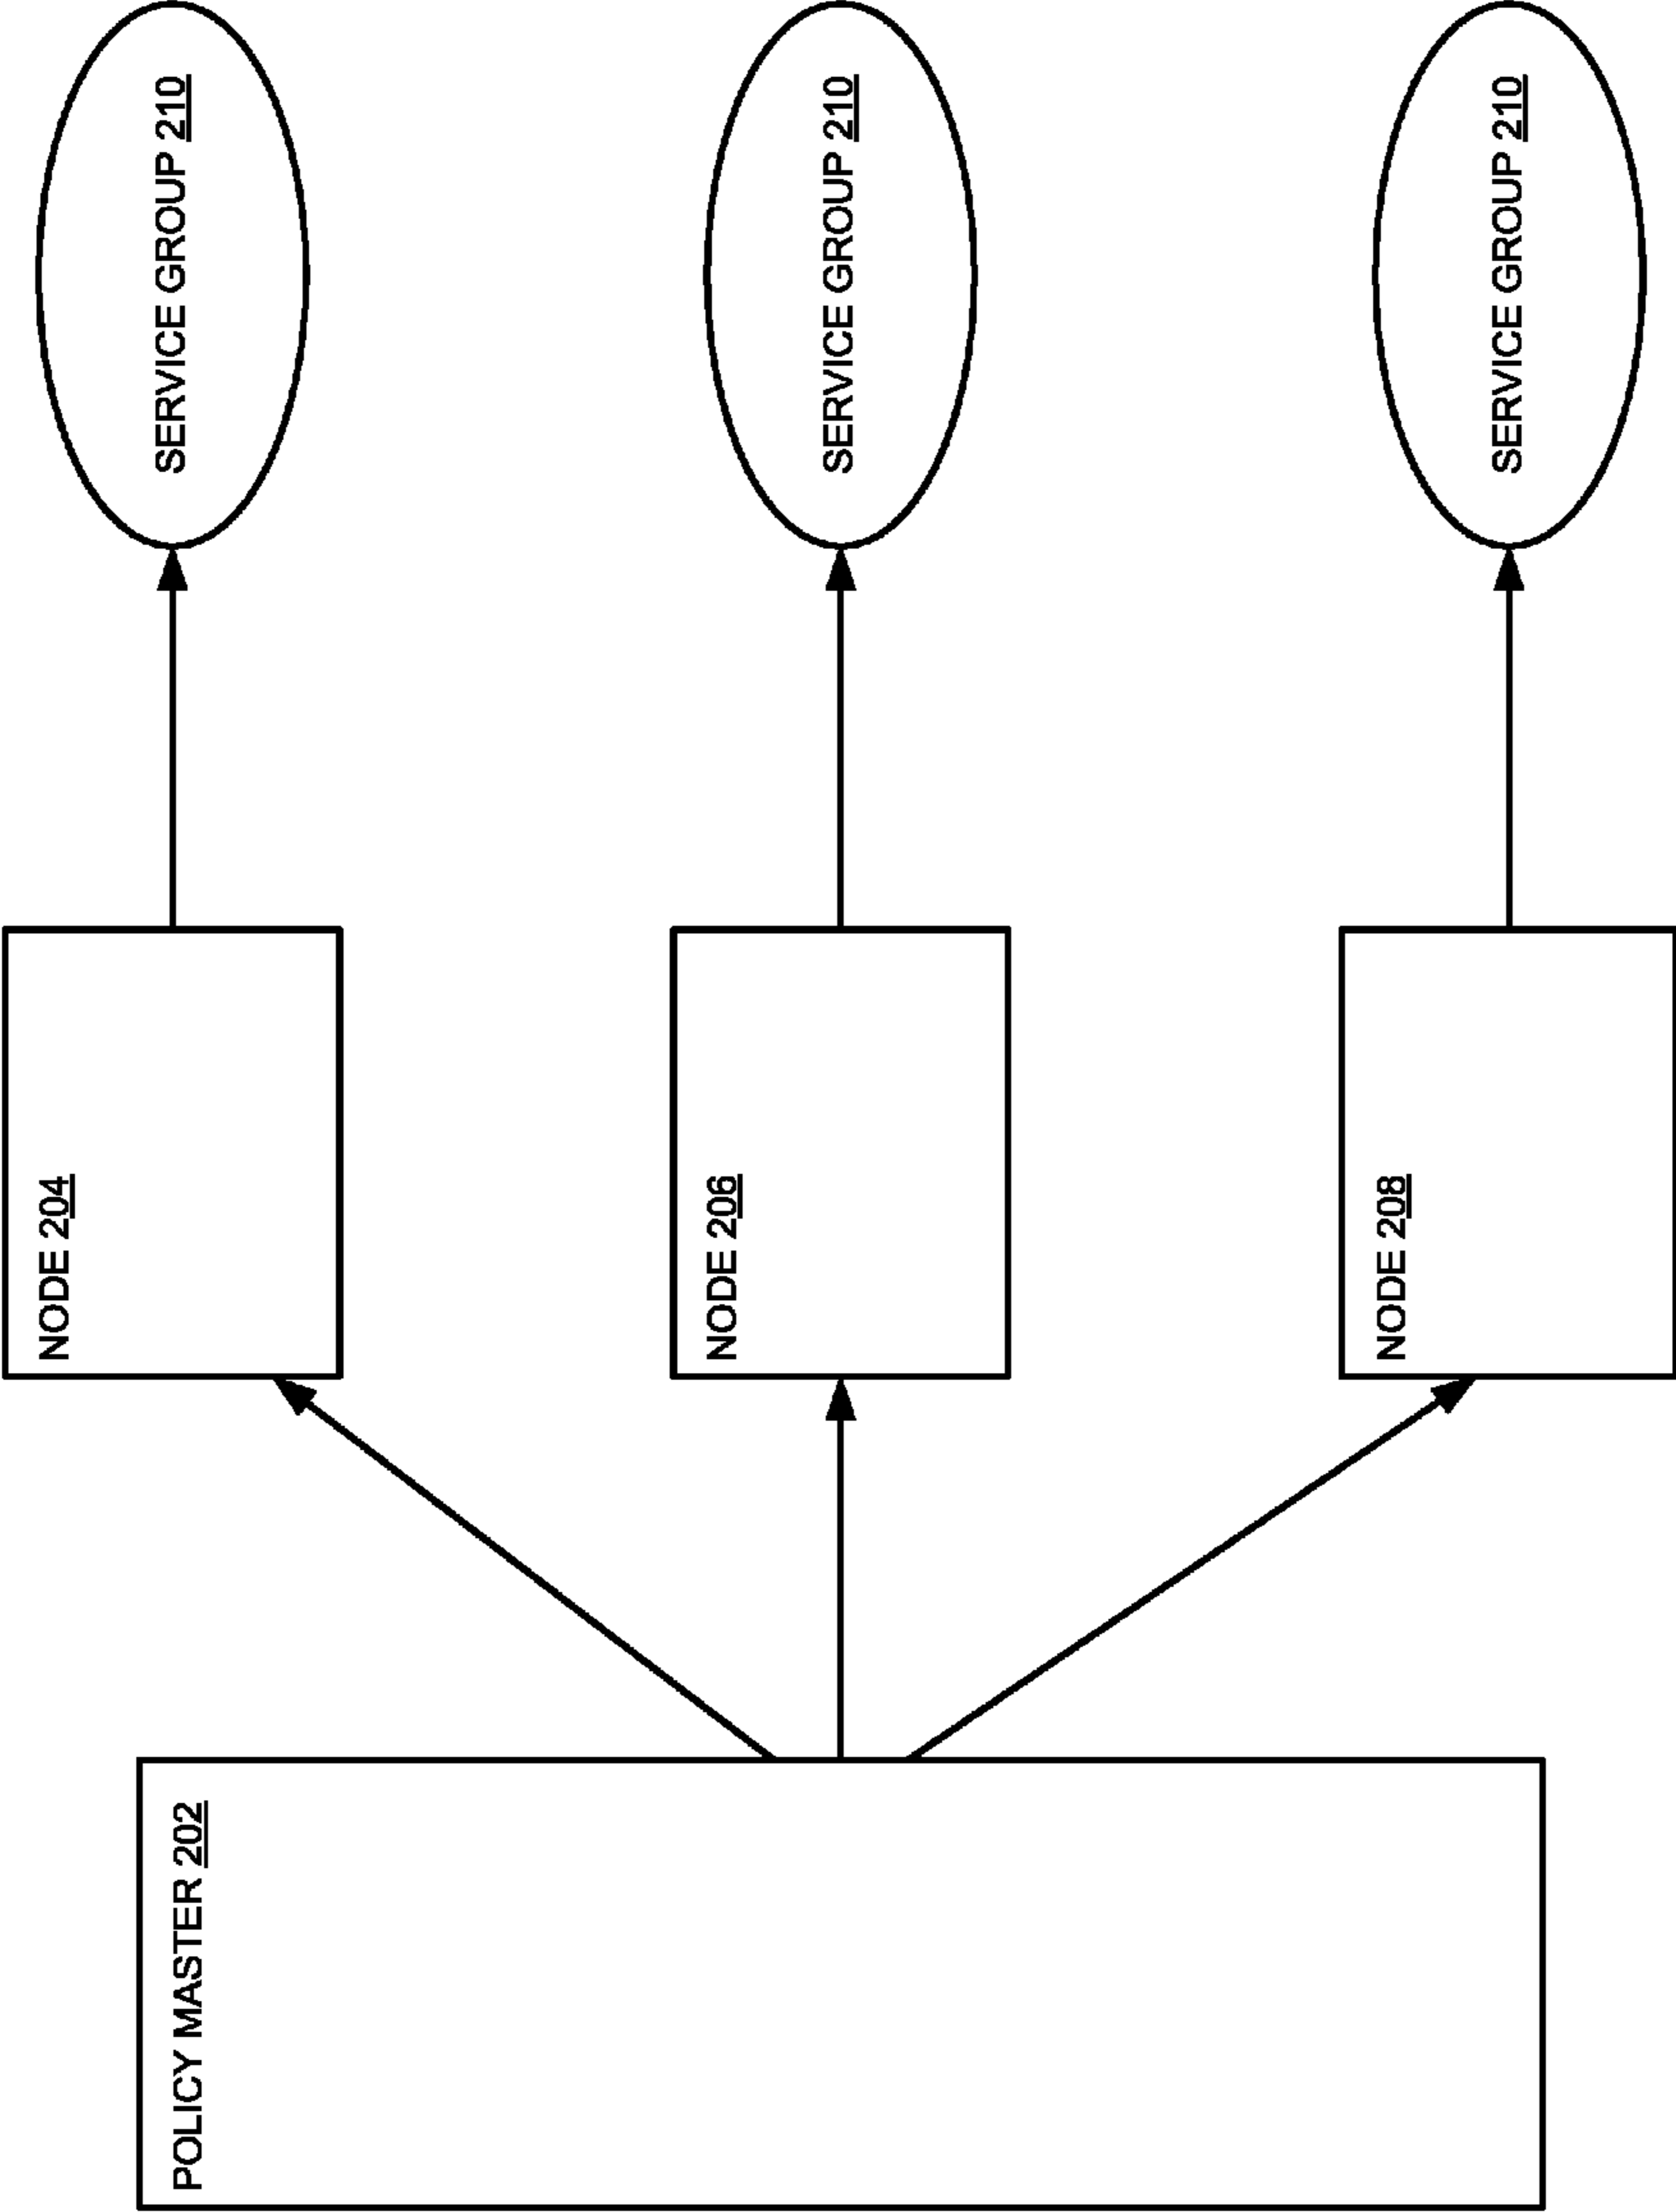 POLICY MASTER 202
NODE 204
SERVICE GROUP 210
NODE 206
SERVICE GROUP 210
NODE 208
SERVICE GROUP 210